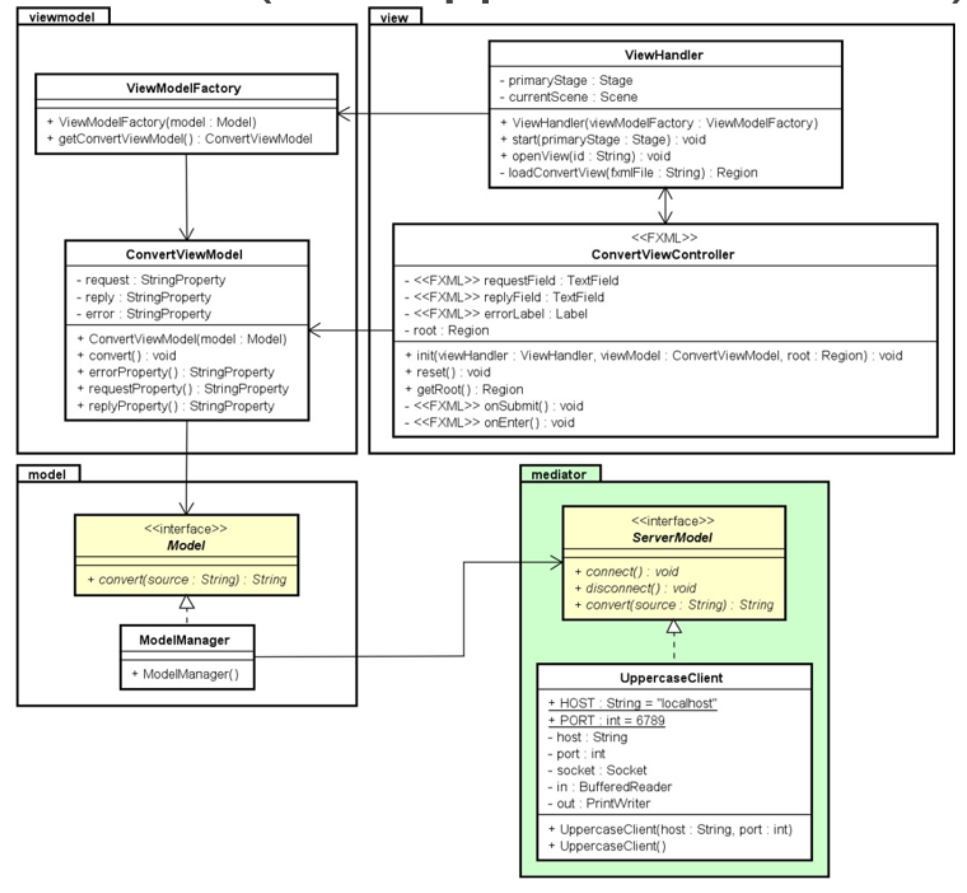 viewmodel
ViewModelFactory
+ ViewModelFactory(model : Model)
+ getConvertViewModel() : ConvertViewModel
ConvertViewModel
- request : StringProperty
- reply : StringProperty
- error : StringProperty
+ ConvertViewModel(model : Model)
+ convert() : void
+ errorProperty() : StringProperty
+ requestProperty() : StringProperty
+ replyProperty() : StringProperty
view
ViewHandler
- primaryStage : Stage
- currentScene : Scene
+ ViewHandler(viewModelFactory : ViewModelFactory)
+ start(primaryStage : Stage) : void
+ openView(id : String) : void
- loadConvertView(fxmlFile : String) : Region
<<FXML>>
ConvertViewController
- <<FXML>> requestField : TextField
- <<FXML>> replyField : TextField
- <<FXML>> errorLabel : Label
- root : Region
+ init(viewHandler : ViewHandler, viewModel : ConvertViewModel, root : Region) : void
+ reset() : void
+ getRoot() : Region
- <<FXML>> onSubmit() : void
- <<FXML>> onEnter() : void
model
<<interface>>
Model
+ convert(source : String) : String
ModelManager
+ ModelManager()
mediator
<<interface>>
ServerModel
+ connect() : void
+ disconnect() : void
+ convert(source : String) : String
UppercaseClient
+ HOST : String = "localhost"
+ PORT : int = 6789
- host : String
- port : int
- socket : Socket
- in : BufferedReader
- out : PrintWriter
+ UppercaseClient(host : String, port : int)
+ UppercaseClient()